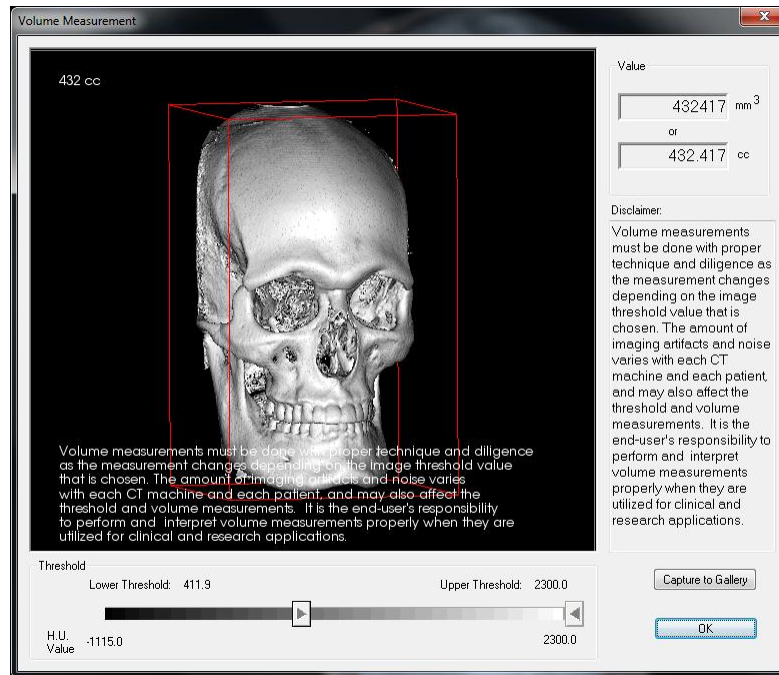 Volume Measurement
432 cc
Volume measurements must be done with proper technique and diligence
as the measurement changes depending on the image threshold value
that is chosen. The amount of imaging artifacts and noise varies
with each CT machine and each patient, and may also affect the
threshold and volume measurements. It is the end-user's responsibility
to perform and interpret volume measurements properly when they are
utilized for clinical and research applications.
Value
432417 mm3
or
432.417 cc
Disclaimer:
Volume measurements
must be done with proper
technique and diligence as
the measurement changes
depending on the image
threshold value that is
chosen. The amount of
imaging artifacts and noise
varies with each CT
machine and each patient,
and may also affect the
threshold and volume
measurements. It is the
end-user's responsibility to
perform and interpret
volume measurements
properly when they are
utilized for clinical and
research applications.
Threshold
Lower Threshold: 411.9
Upper Threshold: 2300.0
H.U.
Value
-1115.0
2300.0
Capture to Gallery
OK